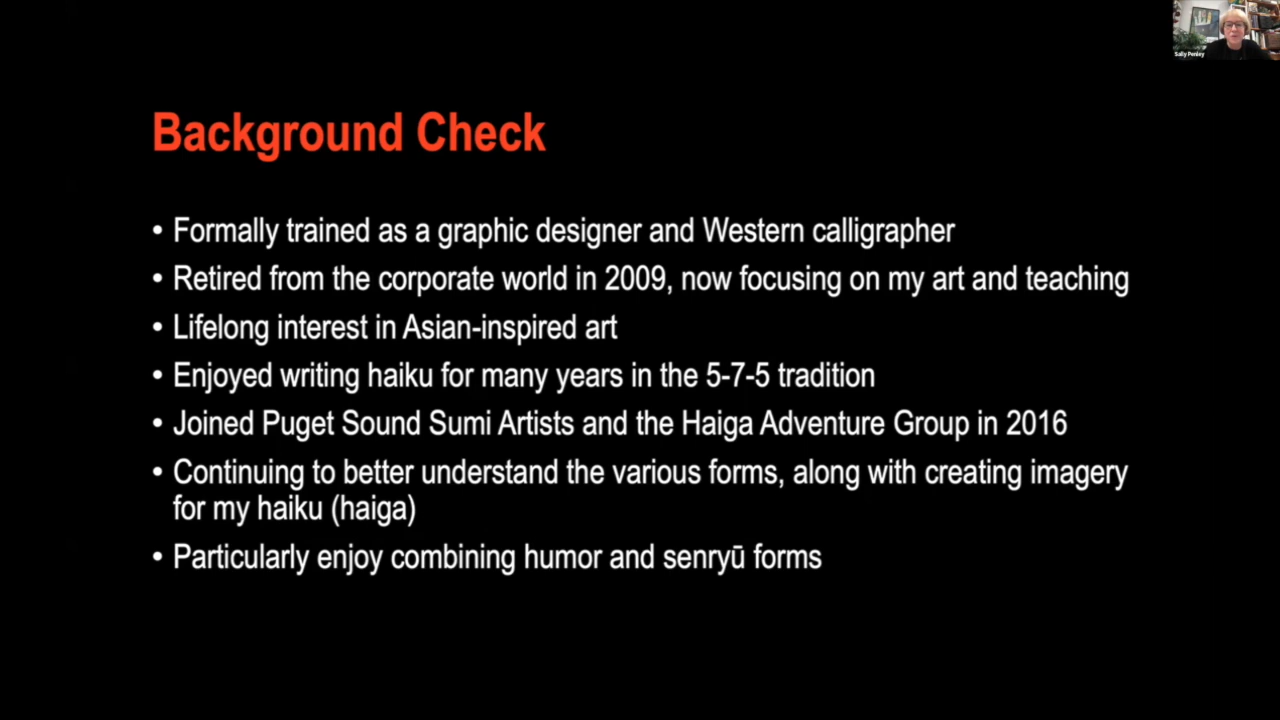 Sally Penley
Background Check
• Formally trained as a graphic designer and Western calligrapher
• Retired from the corporate world in 2009, now focusing on my art and teaching
• Lifelong interest in Asian-inspired art
• Enjoyed writing haiku for many years in the 5-7-5 tradition
• Joined Puget Sound Sumi Artists and the Haiga Adventure Group in 2016
• Continuing to better understand the various forms, along with creating imagery
for my haiku (haiga)
• Particularly enjoy combining humor and senryū forms